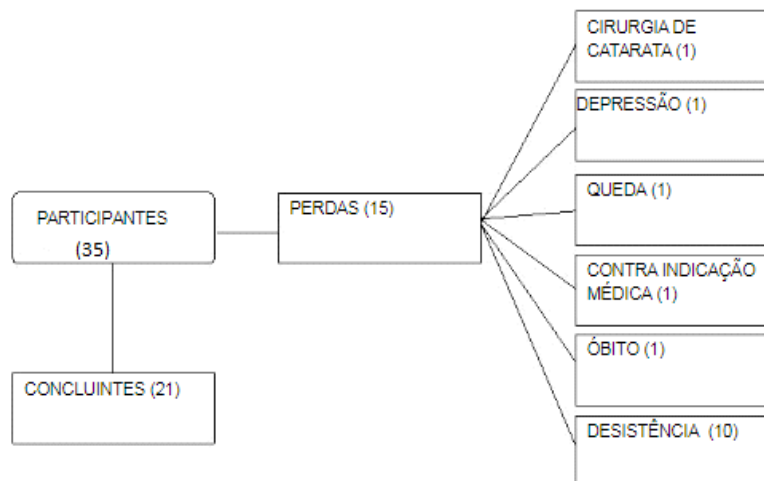 PARTICIPANTES
(35)
CONCLUINTES (21)
PERDAS (15)
CIRURGIA DE
CATARATA (1)
DEPRESSÃO (1)
QUEDA (1)
CONTRA INDICAÇÃO
MÉDICA (1)
ÓBITO (1)
DESISTÊNCIA (10)